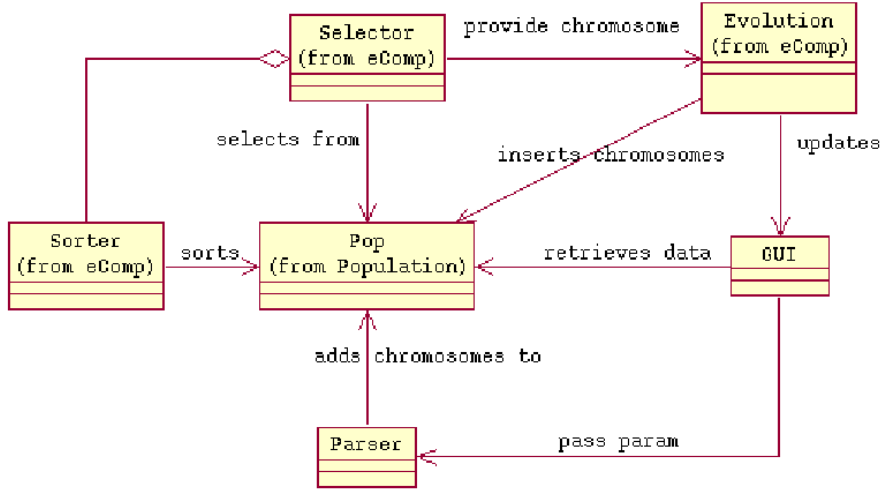 Selector
(from eComp)
provide chromosome
Evolution
(from eComp)
selects from
inserts chromosomes
updates
Sorter
(from eComp)
sorts
Pop
(from Population)
retrieves data
GUI
adds chromosomes to
Parser
pass param